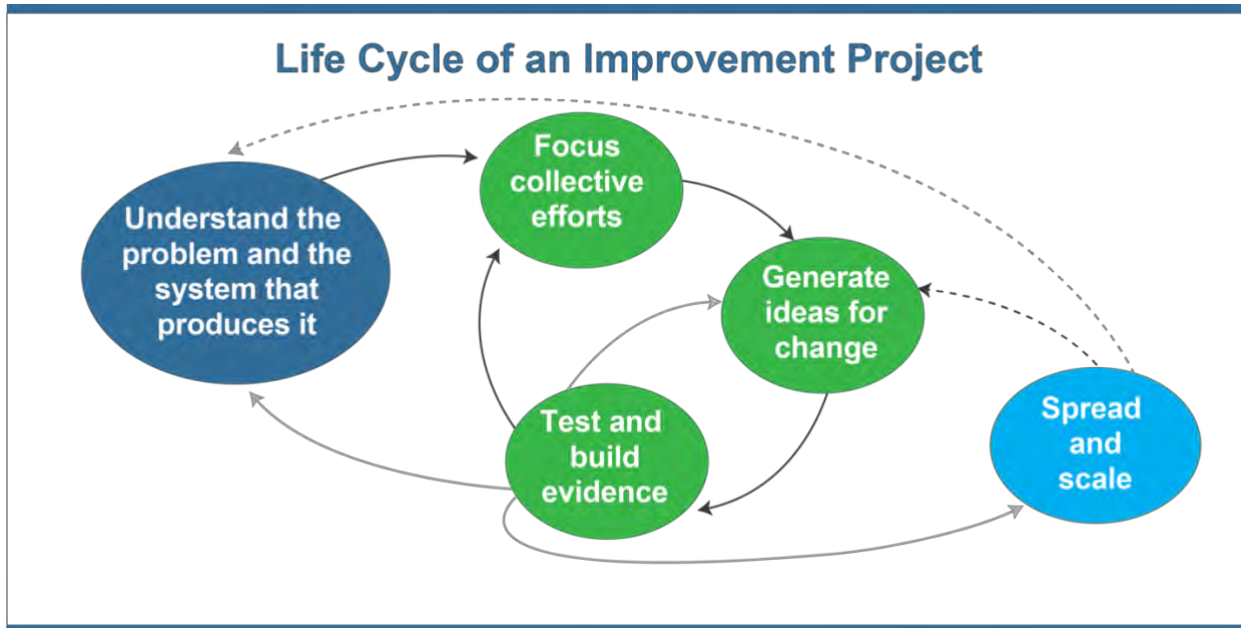 Life Cycle of an Improvement Project
Understand the
problem and the
system that
produces it
Focus
collective
efforts
Generate
ideas for
change
Test and
build
evidence
Spread
and
scale